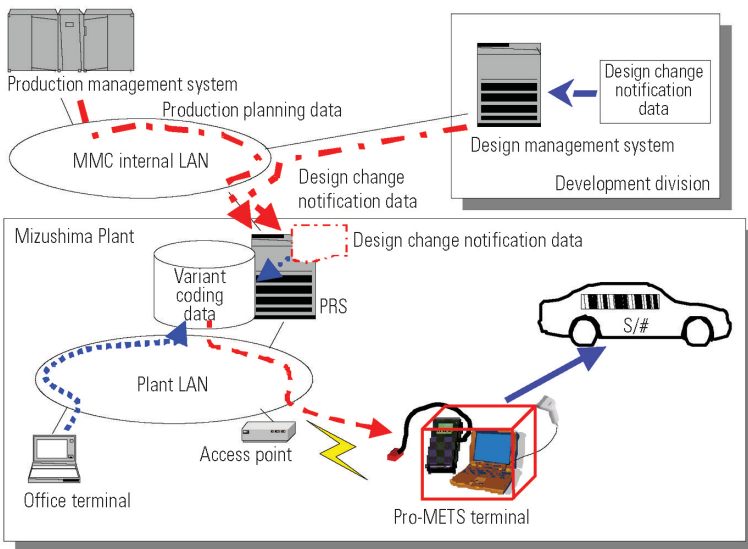 Production management system
Production planning data
MMC internal LAN
Design change
notification
data
Design management system
Development division
Design change
notification data
Mizushima Plant
Design change notification data
Variant
coding
data
PRS
S/#
Plant LAN
Access point
Office terminal
Pro-METS terminal